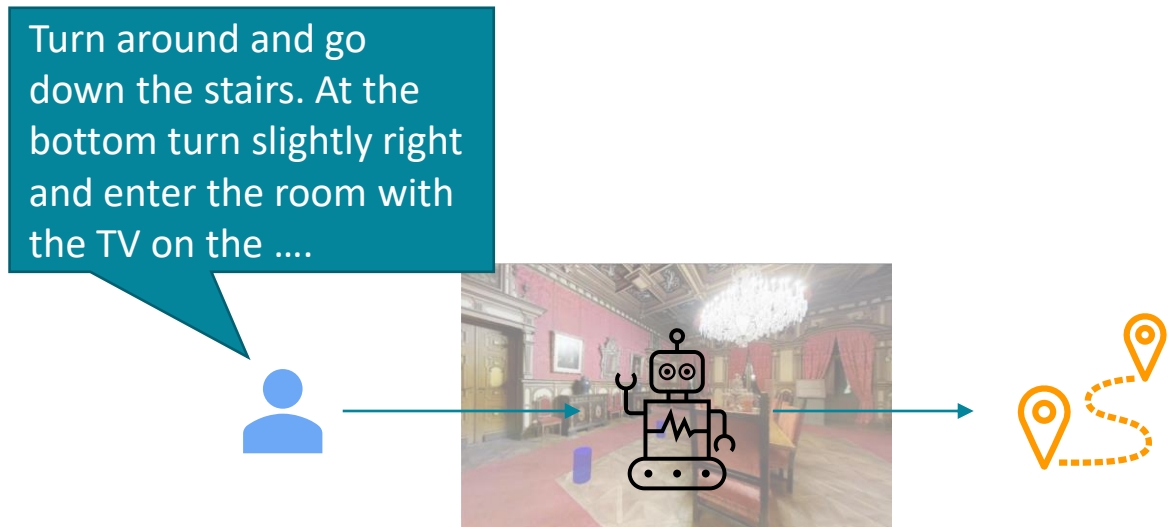 Turn around and go
down the stairs. At the
bottom turn slightly right
and enter the room with
the TV on the ....